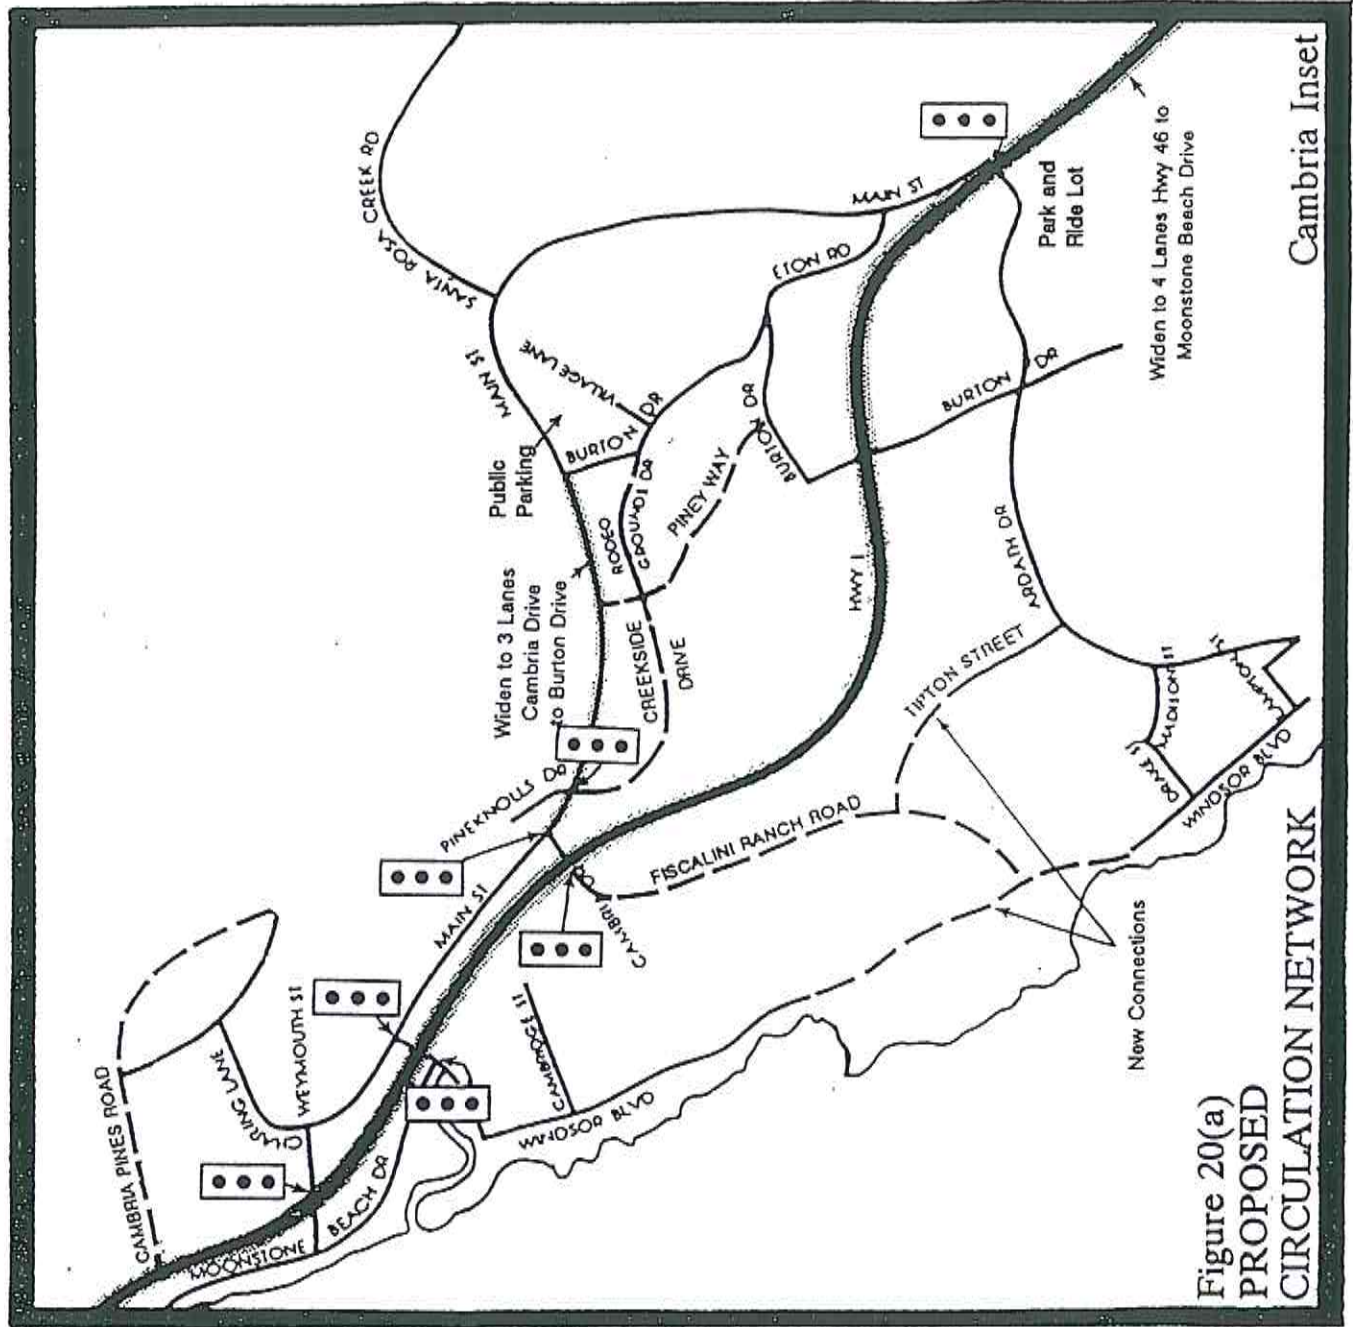 SANTA ROSA CREEK RD
MAIN ST
VILLAGE LANE
Public
Parking
BURTON DR
RODEO
GROUNDS DR
PINEY WAY
BURTON DR
ETON RD
MAIN ST
Park and
Ride Lot
Widen to 4 Lanes Hwy 46 to
Moonstone Beach Drive
Cambria Inset
BURTON DR
HWY 1
ARDATH DR
TIPTON STREET
MADISON ST
DRAKE ST
LAMPTON ST
WINDSOR BLVD
Widen to 3 Lanes
Cambria Drive
to Burton Drive
CREEKSIDE
DRIVE
PINEKNOLLS DR
MAIN ST
FISCALINI RANCH ROAD
CAMBRIA
CAMBRIDGE ST
WINDSOR BLVD
New Connections
CAMBRIA PINES ROAD
WEYMOUTH ST
MOONSTONE BEACH DR
Figure 20(a)
PROPOSED
CIRCULATION NETWORK